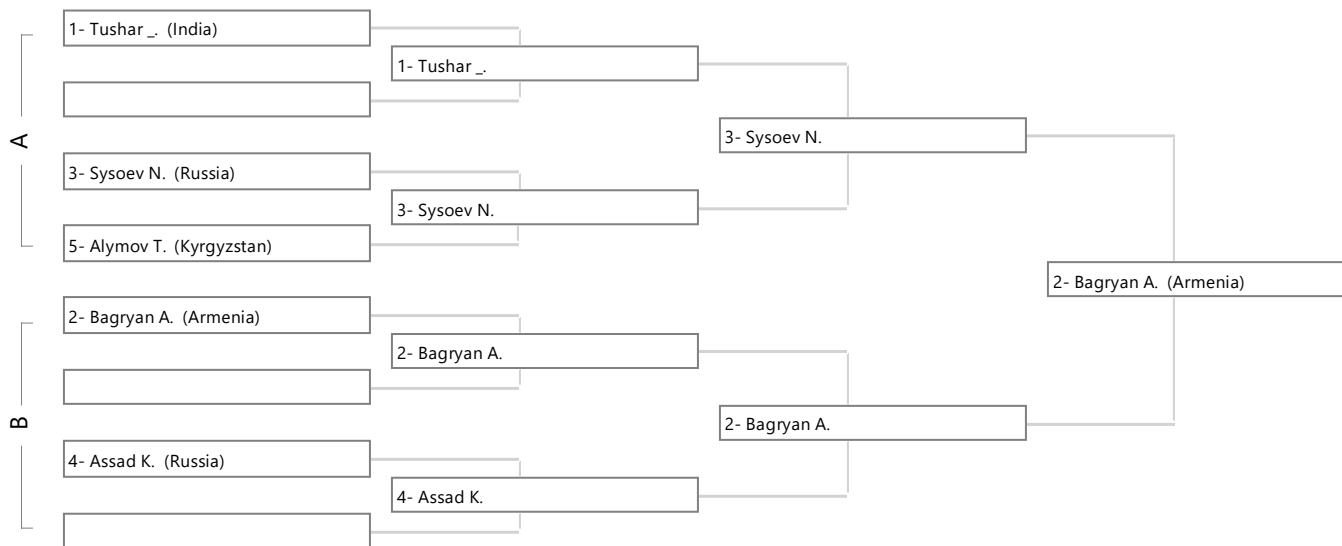 1- Tushar _. (India)
1- Tushar _.
3- Sysoev N.
A
3- Sysoev N. (Russia)
3- Sysoev N.
5- Alymov T. (Kyrgyzstan)
2- Bagryan A. (Armenia)
2- Bagryan A. (Armenia)
2- Bagryan A.
2- Bagryan A.
B
4- Assad K. (Russia)
4- Assad K.